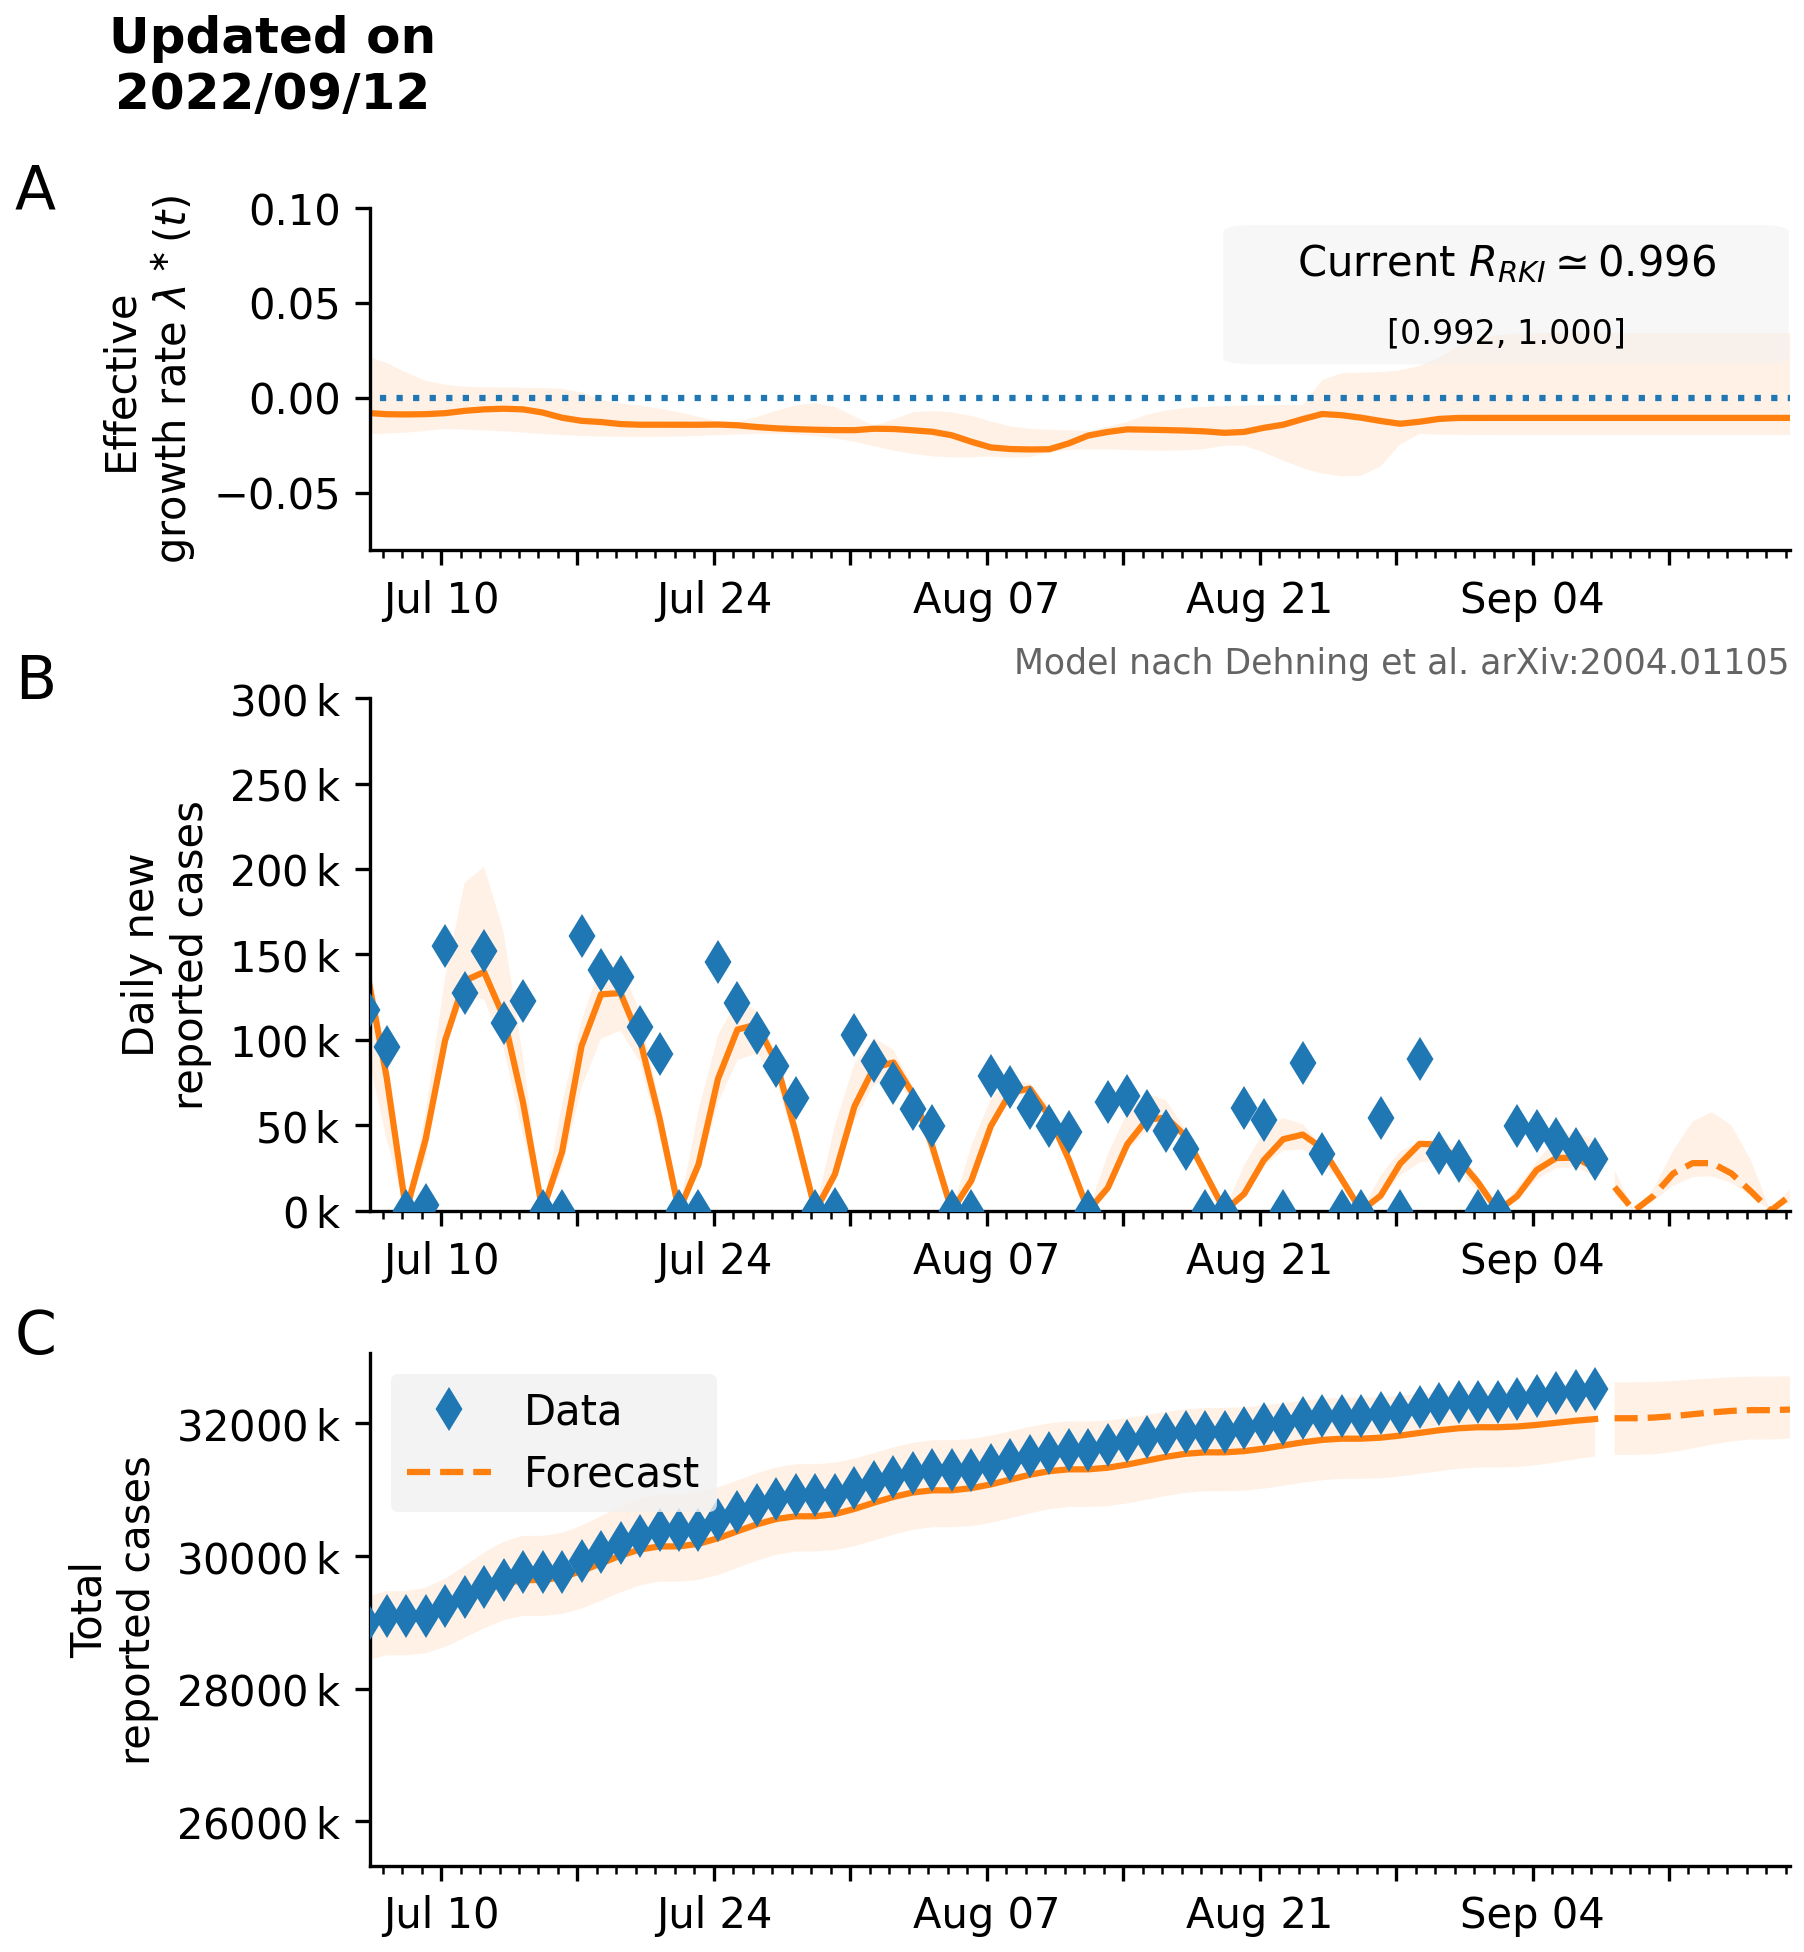 Updated on
2022/09/12
A
Effective
growth rate λ * (t)
0.10
0.05
0.00
−0.05
Current R_RKI ≃ 0.996
[0.992, 1.000]
Jul 10
Jul 24
Aug 07
Aug 21
Sep 04
Model nach Dehning et al. arXiv:2004.01105
B
Daily new
reported cases
300 k
250 k
200 k
150 k
100 k
50 k
0 k
Jul 10
Jul 24
Aug 07
Aug 21
Sep 04
C
Total
reported cases
32000 k
30000 k
28000 k
26000 k
Data
Forecast
Jul 10
Jul 24
Aug 07
Aug 21
Sep 04